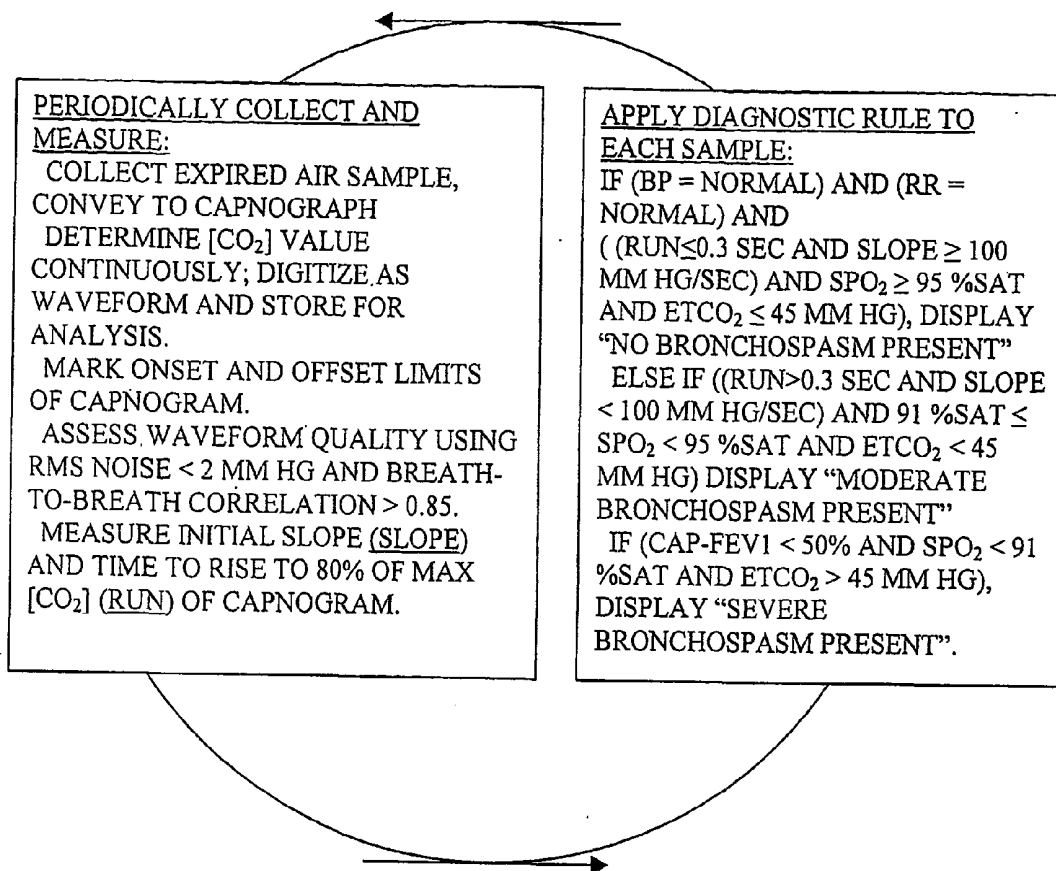 PERIODICALLY COLLECT AND
MEASURE:
COLLECT EXPIRED AIR SAMPLE,
CONVEY TO CAPNOGRAPH
DETERMINE [CO₂] VALUE
CONTINUOUSLY; DIGITIZE AS
WAVEFORM AND STORE FOR
ANALYSIS.
MARK ONSET AND OFFSET LIMITS
OF CAPNOGRAM.
ASSESS WAVEFORM QUALITY USING
RMS NOISE < 2 MM HG AND BREATH-
TO-BREATH CORRELATION > 0.85.
MEASURE INITIAL SLOPE (SLOPE)
AND TIME TO RISE TO 80% OF MAX
[CO₂] (RUN) OF CAPNOGRAM.
APPLY DIAGNOSTIC RULE TO
EACH SAMPLE:
IF (BP = NORMAL) AND (RR =
NORMAL) AND
( (RUN≤0.3 SEC AND SLOPE ≥ 100
MM HG/SEC) AND SPO₂ ≥ 95 %SAT
AND ETCO₂ ≤ 45 MM HG), DISPLAY
“NO BRONCHOSPASM PRESENT”
ELSE IF ((RUN>0.3 SEC AND SLOPE
< 100 MM HG/SEC) AND 91 %SAT ≤
SPO₂ < 95 %SAT AND ETCO₂ < 45
MM HG) DISPLAY “MODERATE
BRONCHOSPASM PRESENT”
IF (CAP-FEV1 < 50% AND SPO₂ < 91
%SAT AND ETCO₂ > 45 MM HG),
DISPLAY “SEVERE
BRONCHOSPASM PRESENT”.